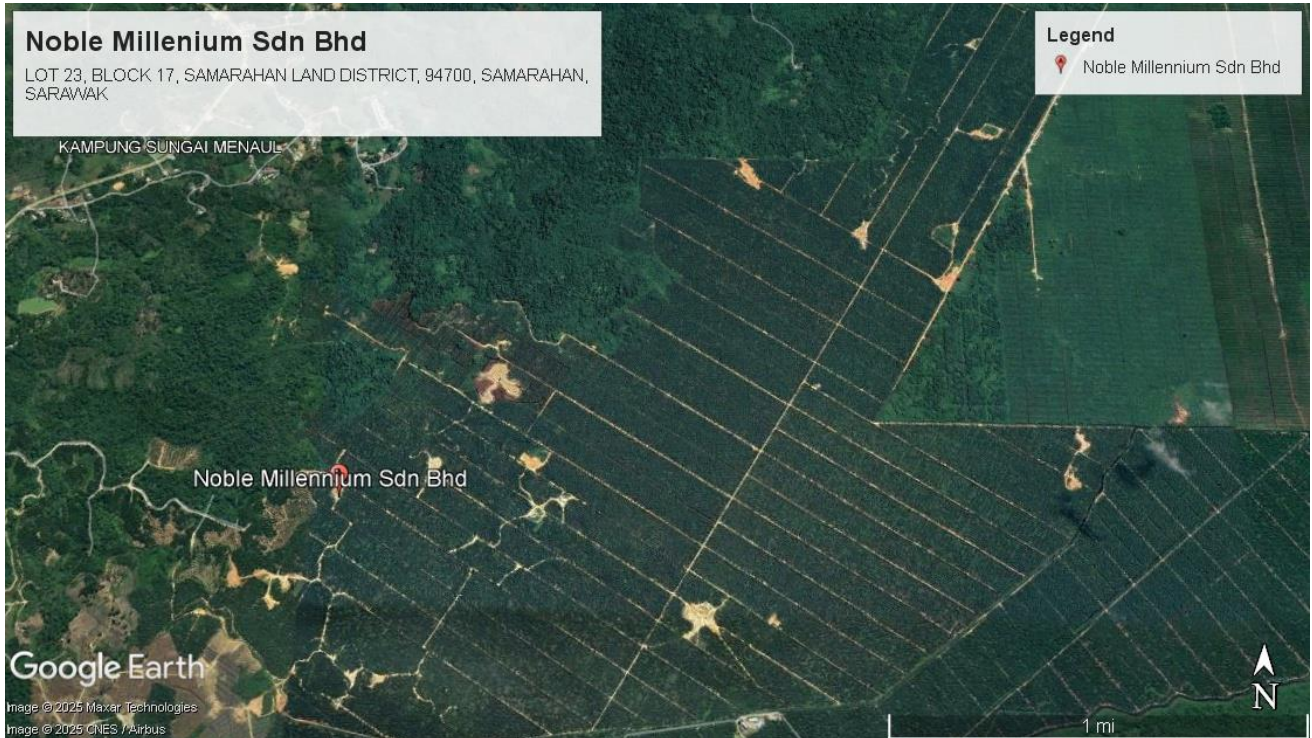 Noble Millenium Sdn Bhd
LOT 23, BLOCK 17, SAMARAHAN LAND DISTRICT, 94700, SAMARAHAN,
SARAWAK
Legend
Noble Millennium Sdn Bhd
KAMPUNG SUNGAI MENAUL
Noble Millennium Sdn Bhd
Google Earth
Image © 2025 Maxar Technologies
Image © 2025 CNES / Airbus
N
1 mi